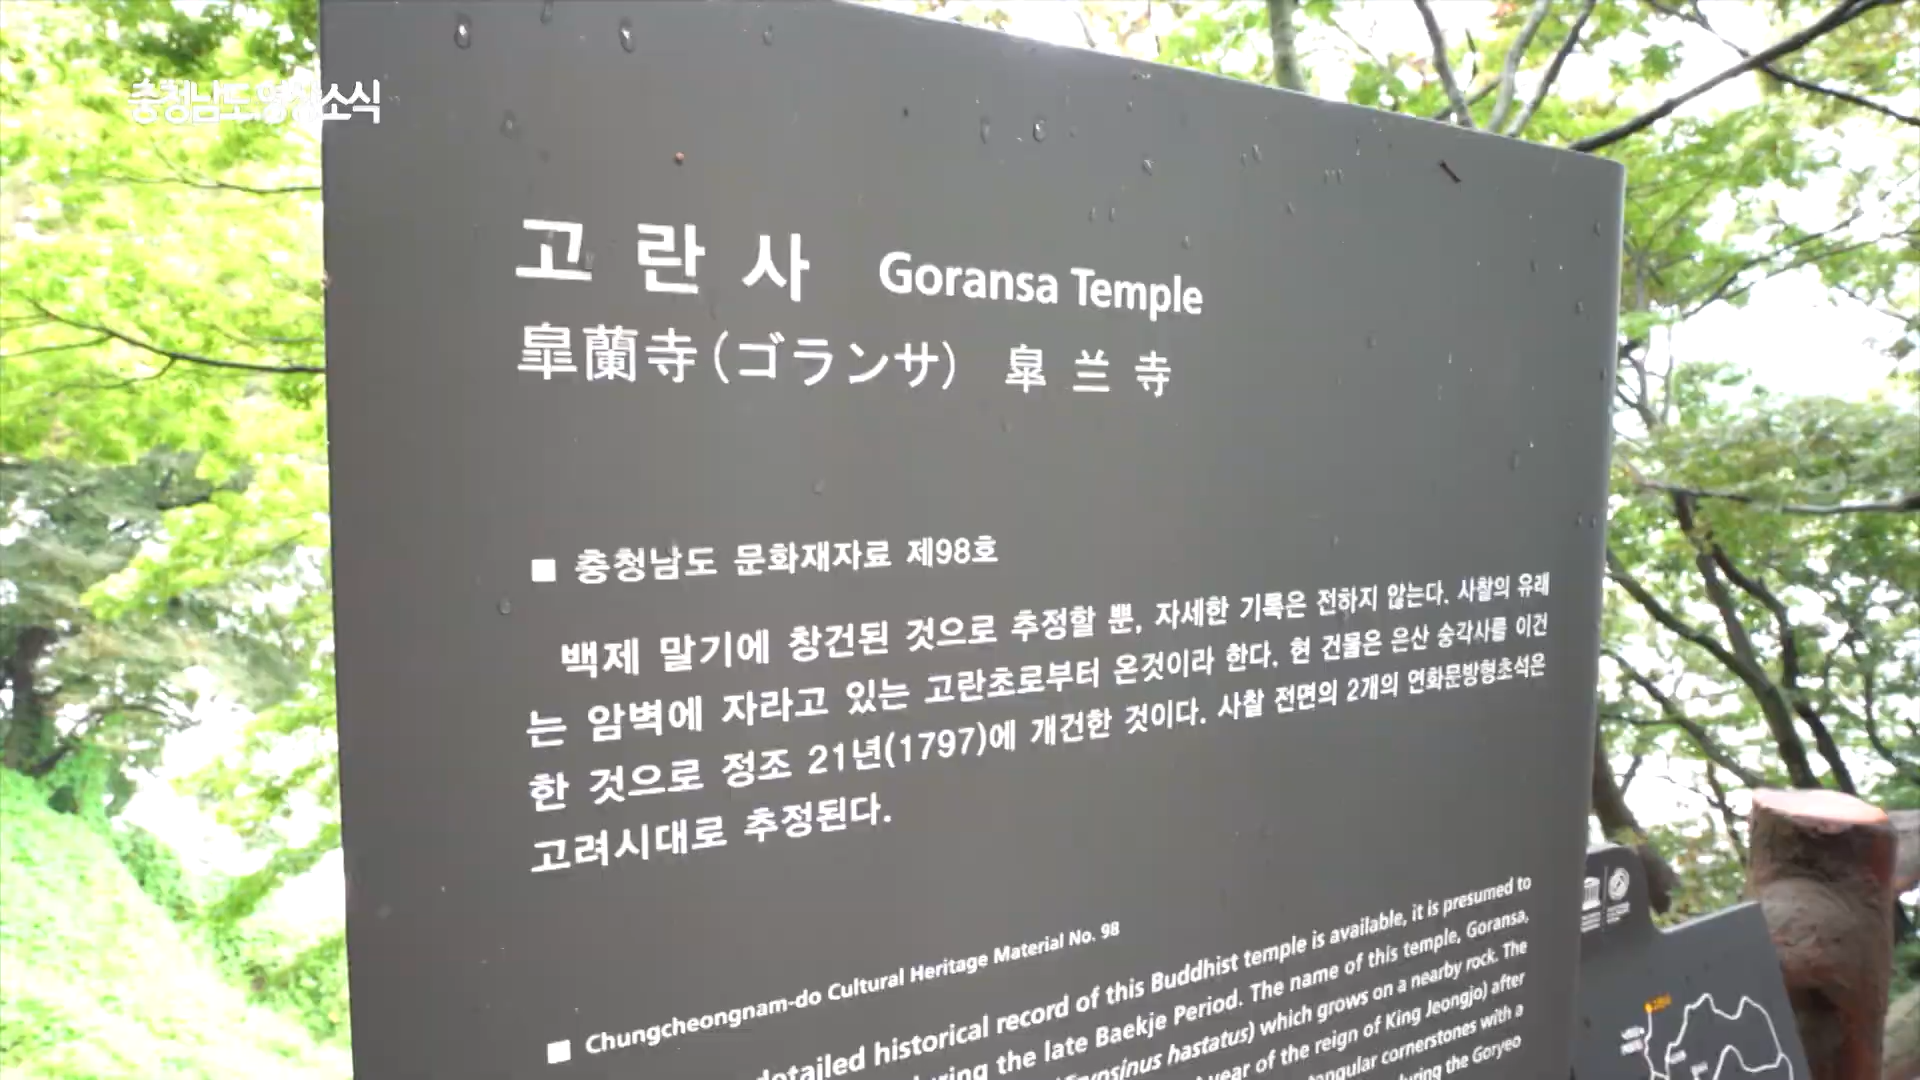 충청남도 영상소식
고 란 사 Goransa Temple
皐蘭寺(ゴランサ) 皐 兰 寺
■ 충청남도 문화재자료 제98호
백제 말기에 창건된 것으로 추정할 뿐, 자세한 기록은 전하지 않는다. 사찰의 유래
는 암벽에 자라고 있는 고란초로부터 온것이라 한다. 현 건물은 은산 숭각사를 이건
한 것으로 정조 21년(1797)에 개건한 것이다. 사찰 전면의 2개의 연화문방형초석은
고려시대로 추정된다.
■ Chungcheongnam-do Cultural Heritage Material No. 98
detailed historical record of this Buddhist temple is available, it is presumed to
during the late Baekje Period. The name of this temple, Goransa,
hastatus) which grows on a nearby rock. The
year of the reign of King Jeongjo) after
cornerstones with a
during the Goryeo